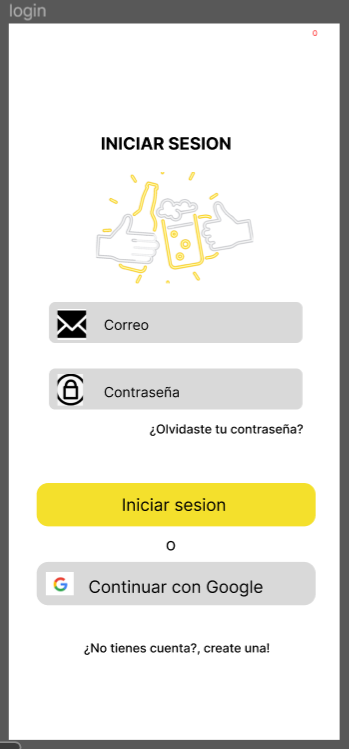 login
0
INICIAR SESION
Correo
Contraseña
¿Olvidaste tu contraseña?
Iniciar sesion
O
Continuar con Google
¿No tienes cuenta?, create una!